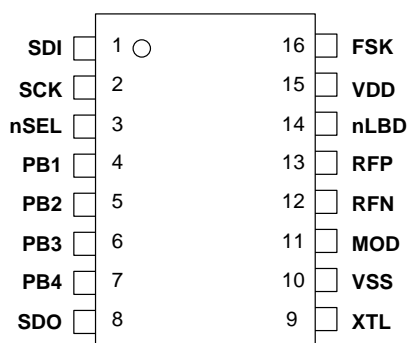 SDI 1 16 FSK
SCK 2 15 VDD
nSEL 3 14 nLBD
PB1 4 13 RFP
PB2 5 12 RFN
PB3 6 11 MOD
PB4 7 10 VSS
SDO 8 9 XTL